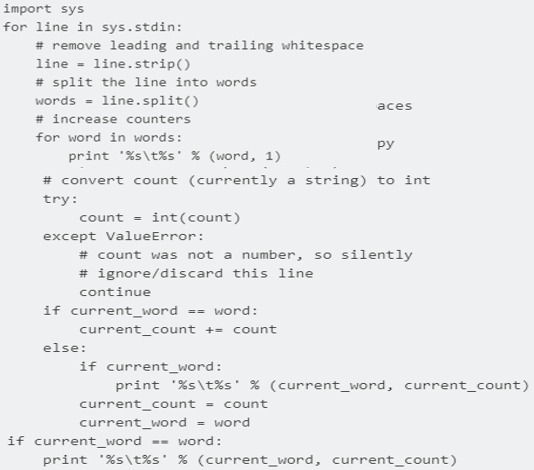 import sys
for line in sys.stdin:
    # remove leading and trailing whitespace
    line = line.strip()
    # split the line into words
    words = line.split()
aces
    # increase counters
    for word in words:
py
        print '%s\t%s' % (word, 1)
    # convert count (currently a string) to int
    try:
        count = int(count)
    except ValueError:
        # count was not a number, so silently
        # ignore/discard this line
        continue
    if current_word == word:
        current_count += count
    else:
        if current_word:
            print '%s\t%s' % (current_word, current_count)
        current_count = count
        current_word = word
if current_word == word:
    print '%s\t%s' % (current_word, current_count)